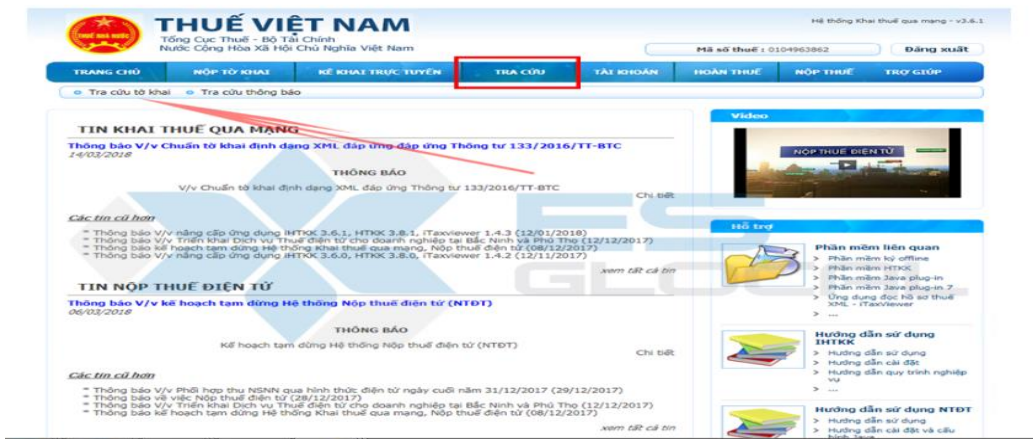 THUẾ VIỆT NAM
Tổng Cục Thuế - Bộ Tài Chính
Nước Cộng Hòa Xã Hội Chủ Nghĩa Việt Nam
Hệ thống Khai thuế qua mạng - v3.6.1
Mã số thuế : 0104963862
Đăng xuất
TRANG CHỦ NỘP TỜ KHAI KÊ KHAI TRỰC TUYẾN TRA CỨU TÀI KHOẢN HOÀN THUẾ NỘP THUẾ TRỢ GIÚP
Tra cứu tờ khai Tra cứu thông báo
TIN KHAI THUẾ QUA MẠNG
Thông báo V/v Chuẩn tờ khai định dạng XML đáp ứng đáp ứng Thông tư 133/2016/TT-BTC
14/03/2018
THÔNG BÁO
V/v Chuẩn tờ khai định dạng XML đáp ứng Thông tư 133/2016/TT-BTC
Chi tiết
Các tin cũ hơn
* Thông báo V/v nâng cấp ứng dụng iHTKK 3.6.1, HTKK 3.8.1, iTaxviewer 1.4.3 (12/01/2018)
* Thông báo V/v Triển khai Dịch vụ Thuế điện tử cho doanh nghiệp tại Bắc Ninh và Phú Thọ (12/12/2017)
* Thông báo kế hoạch tạm dừng Hệ thống Khai thuế qua mạng, Nộp thuế điện tử (08/12/2017)
* Thông báo V/v nâng cấp ứng dụng iHTKK 3.6.0, HTKK 3.8.0, iTaxviewer 1.4.2 (12/11/2017)
xem tất cả tin
TIN NỘP THUẾ ĐIỆN TỬ
Thông báo V/v kế hoạch tạm dừng Hệ thống Nộp thuế điện tử (NTĐT)
06/03/2018
THÔNG BÁO
Kế hoạch tạm dừng Hệ thống Nộp thuế điện tử (NTĐT)
Chi tiết
Các tin cũ hơn
* Thông báo V/v Phối hợp thu NSNN qua hình thức điện tử ngày cuối năm 31/12/2017 (29/12/2017)
* Thông báo về việc Nộp thuế điện tử (28/12/2017)
* Thông báo V/v Triển khai Dịch vụ Thuế điện tử cho doanh nghiệp tại Bắc Ninh và Phú Thọ (12/12/2017)
* Thông báo kế hoạch tạm dừng Hệ thống Khai thuế qua mạng, Nộp thuế điện tử (08/12/2017)
xem tất cả tin
Video
NỘP THUẾ ĐIỆN TỬ
Hỗ trợ
Phần mềm liên quan
> Phần mềm ký offline
> Phần mềm HTKK
> Phần mềm Java plug-in
> Phần mềm Java plug-in 7
> Ứng dụng đọc hồ sơ thuế
XML - iTaxViewer
> ...
Hướng dẫn sử dụng
IHTKK
> Hướng dẫn sử dụng
> Hướng dẫn cài đặt
> Hướng dẫn quy trình nghiệp
vụ
> ...
Hướng dẫn sử dụng NTĐT
> Hướng dẫn sử dụng
> Hướng dẫn cài đặt và cấu
hình Java
ES
GLOCAL